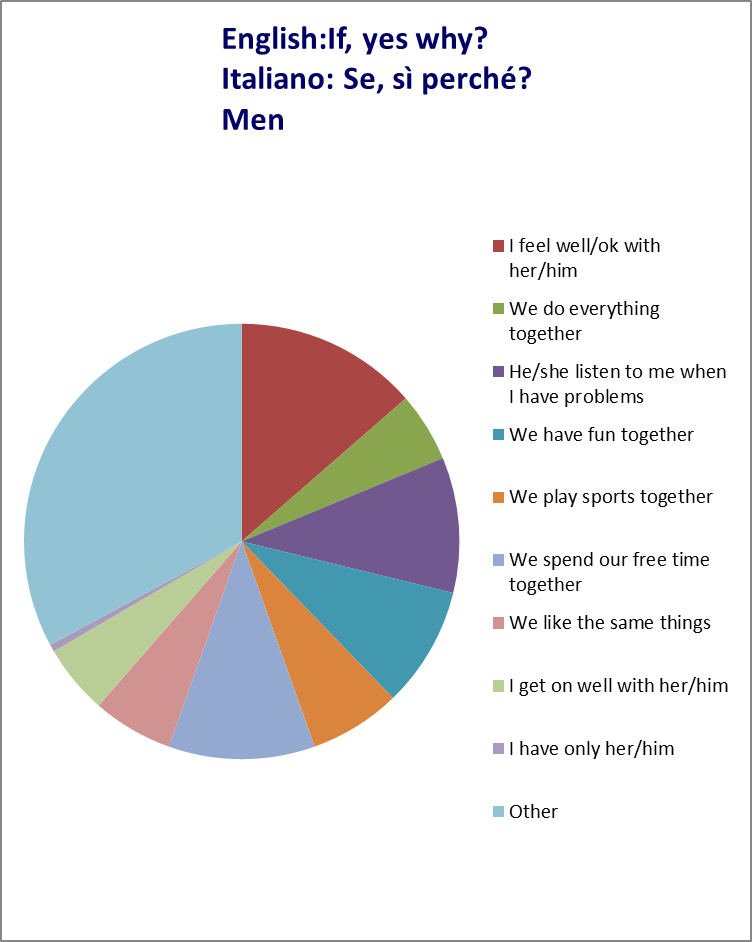 English:If, yes why?
Italiano: Se, sì perché?
Men
I feel well/ok with
her/him
We do everything
together
He/she listen to me when
I have problems
We have fun together
We play sports together
We spend our free time
together
We like the same things
I get on well with her/him
I have only her/him
Other